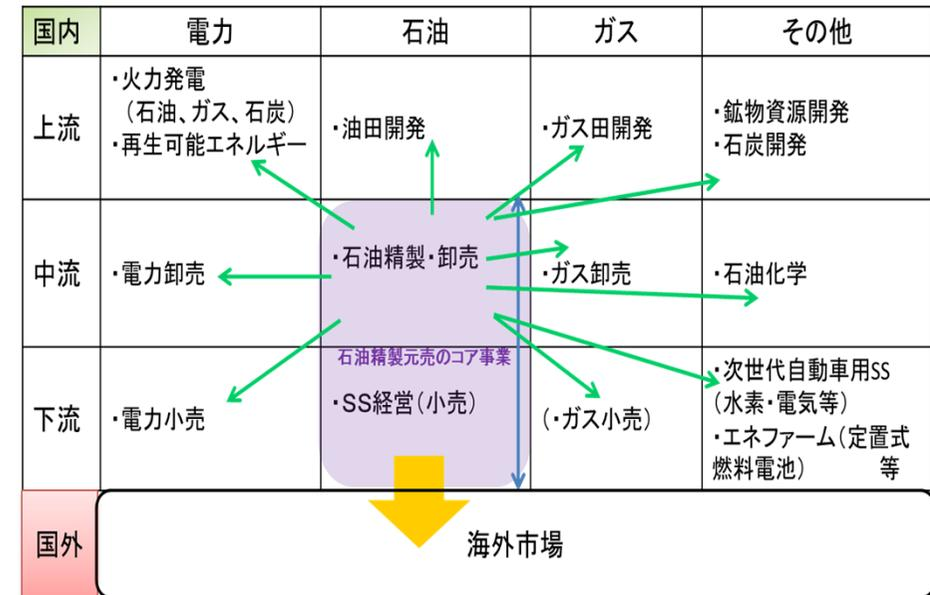 国内
電力
石油
ガス
その他
上流
・火力発電
（石油、ガス、石炭）
・再生可能エネルギー
・油田開発
・ガス田開発
・鉱物資源開発
・石炭開発
中流
・電力卸売
・石油精製・卸売
・ガス卸売
・石油化学
石油精製元売のコア事業
下流
・電力小売
・SS経営（小売）
（・ガス小売）
・次世代自動車用SS
（水素・電気等）
・エネファーム（定置式
燃料電池） 等
国外
海外市場